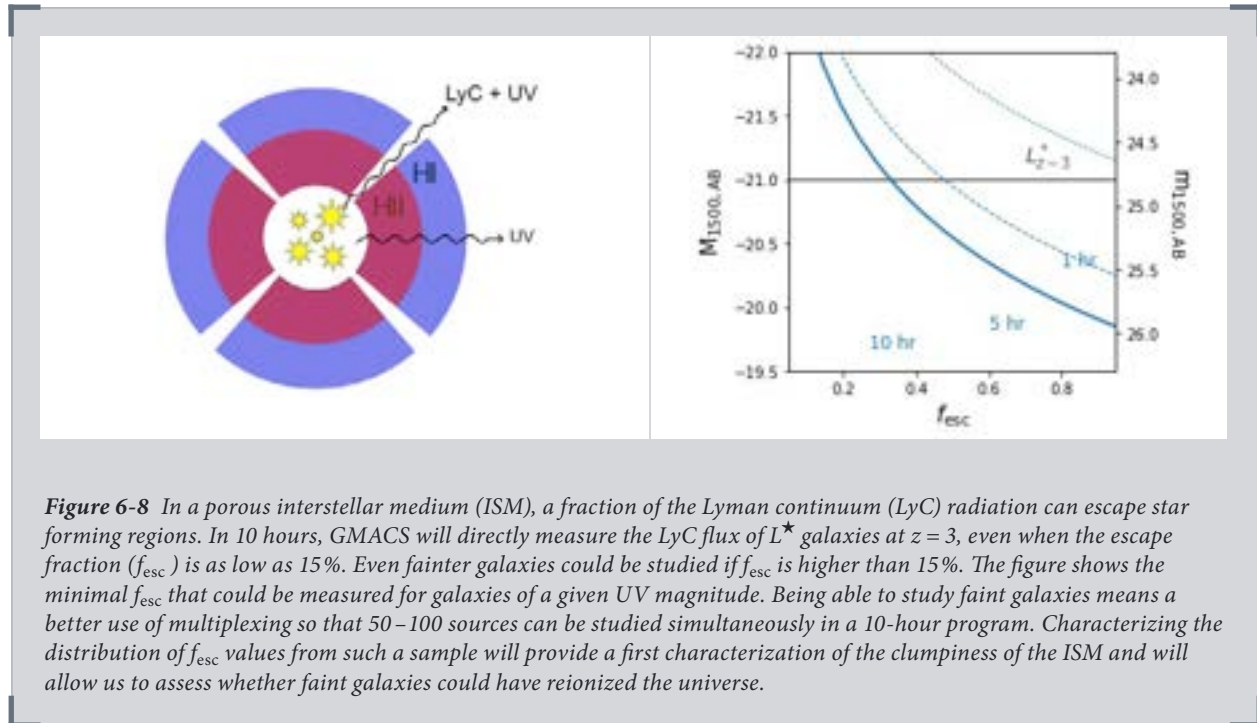 LyC + UV
HI
HII
UV
−22.0
−21.5
−21.0
−20.5
−20.0
−19.5
M1500, AB
0.2 0.4 0.6 0.8
fesc
24.0
24.5
25.0
25.5
26.0
m1500, AB
L*z−3
1 hr
5 hr
10 hr
Figure 6-8 In a porous interstellar medium (ISM), a fraction of the Lyman continuum (LyC) radiation can escape star
forming regions. In 10 hours, GMACS will directly measure the LyC flux of L★ galaxies at z = 3, even when the escape
fraction (fesc ) is as low as 15%. Even fainter galaxies could be studied if fesc is higher than 15%. The figure shows the
minimal fesc that could be measured for galaxies of a given UV magnitude. Being able to study faint galaxies means a
better use of multiplexing so that 50–100 sources can be studied simultaneously in a 10-hour program. Characterizing the
distribution of fesc values from such a sample will provide a first characterization of the clumpiness of the ISM and will
allow us to assess whether faint galaxies could have reionized the universe.